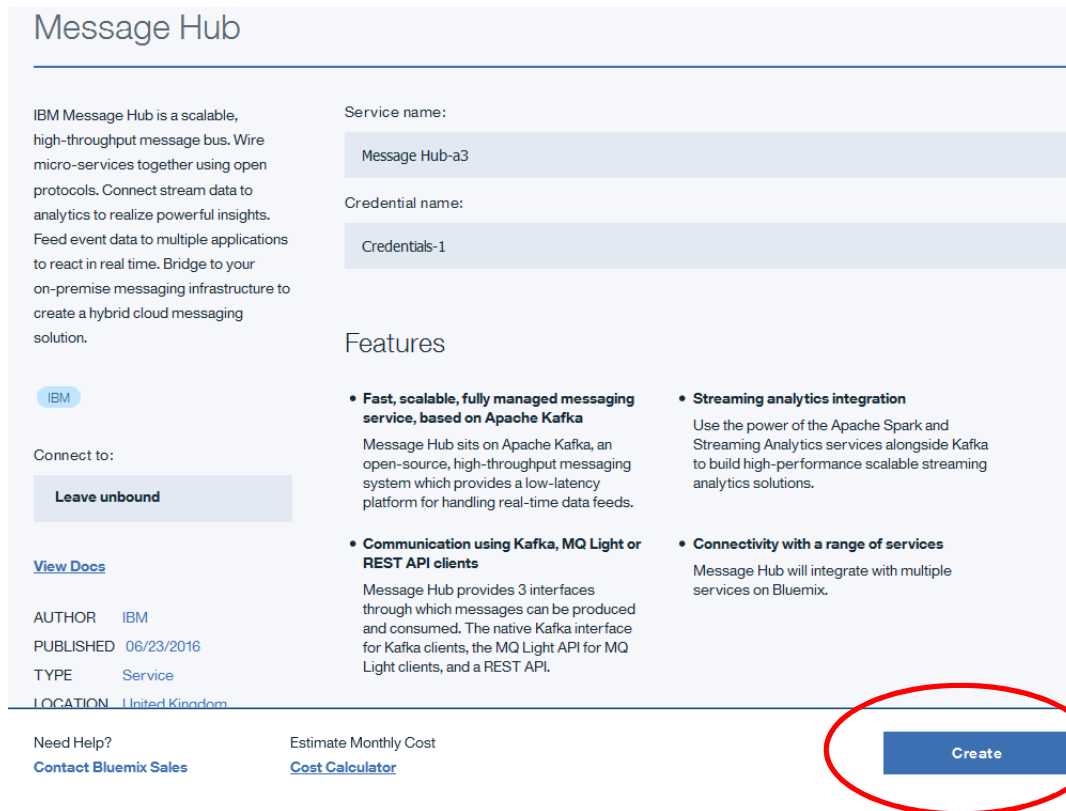 Message Hub
IBM Message Hub is a scalable,
high-throughput message bus. Wire
micro-services together using open
protocols. Connect stream data to
analytics to realize powerful insights.
Feed event data to multiple applications
to react in real time. Bridge to your
on-premise messaging infrastructure to
create a hybrid cloud messaging
solution.
IBM
Connect to:
Leave unbound
View Docs
AUTHOR IBM
PUBLISHED 06/23/2016
TYPE Service
LOCATION United Kingdom
Service name:
Message Hub-a3
Credential name:
Credentials-1
Features
• Fast, scalable, fully managed messaging
service, based on Apache Kafka
Message Hub sits on Apache Kafka, an
open-source, high-throughput messaging
system which provides a low-latency
platform for handling real-time data feeds.
• Streaming analytics integration
Use the power of the Apache Spark and
Streaming Analytics services alongside Kafka
to build high-performance scalable streaming
analytics solutions.
• Communication using Kafka, MQ Light or
REST API clients
Message Hub provides 3 interfaces
through which messages can be produced
and consumed. The native Kafka interface
for Kafka clients, the MQ Light API for MQ
Light clients, and a REST API.
• Connectivity with a range of services
Message Hub will integrate with multiple
services on Bluemix.
Need Help?
Contact Bluemix Sales
Estimate Monthly Cost
Cost Calculator
Create